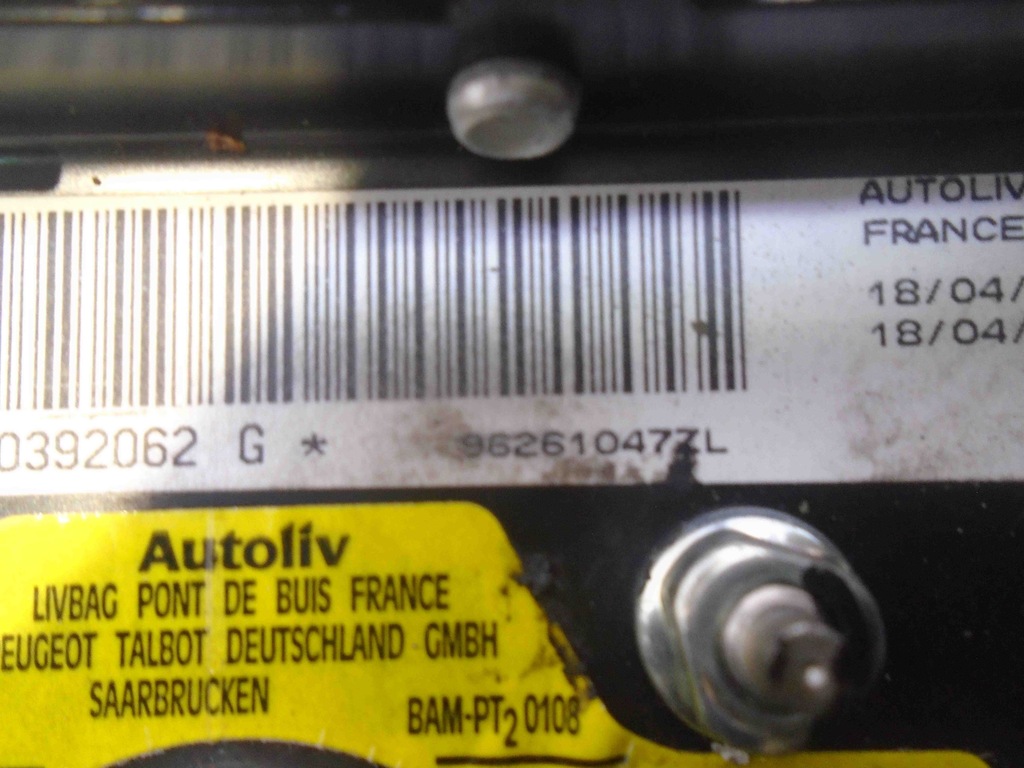 AUTOLIV
FRANCE
18/04/
18/04/
0392062 G *
962610477ZL
Autoliv
LIVBAG PONT DE BUIS FRANCE
EUGEOT TALBOT DEUTSCHLAND GMBH
SAARBRUCKEN
BAM-PT2 0108